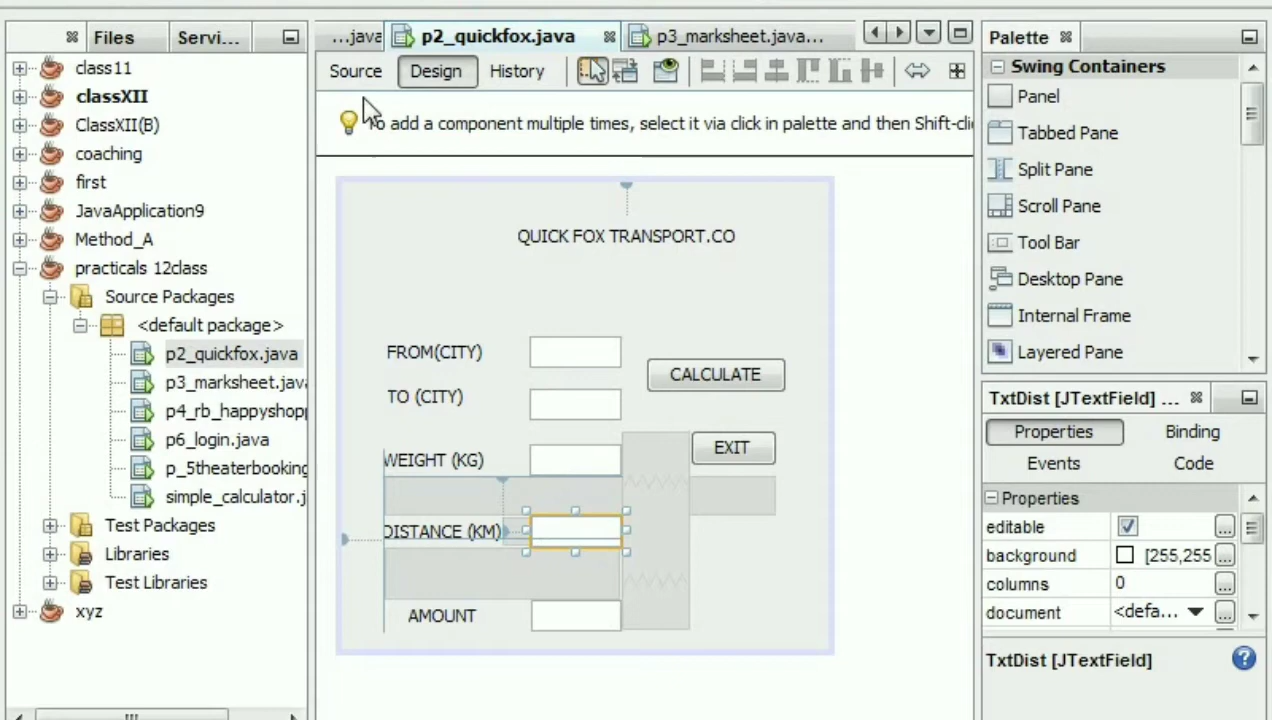 Files
Servi...
...java
p2_quickfox.java
p3_marksheet.java...
Palette
Source
Design
History
To add a component multiple times, select it via click in palette and then Shift-clic
class11
classXII
ClassXII(B)
coaching
first
JavaApplication9
Method_A
practicals 12class
Source Packages
<default package>
p2_quickfox.java
p3_marksheet.java
p4_rb_happyshopp
p6_login.java
p_5theaterbooking
simple_calculator.j
Test Packages
Libraries
Test Libraries
xyz
QUICK FOX TRANSPORT.CO
FROM(CITY)
TO (CITY)
WEIGHT (KG)
DISTANCE (KM)
AMOUNT
CALCULATE
EXIT
Swing Containers
Panel
Tabbed Pane
Split Pane
Scroll Pane
Tool Bar
Desktop Pane
Internal Frame
Layered Pane
TxtDist [JTextField] ...
Properties
Binding
Events
Code
Properties
editable
...
background
[255,255
...
columns
0
...
document
<defa...
...
TxtDist [JTextField]
?